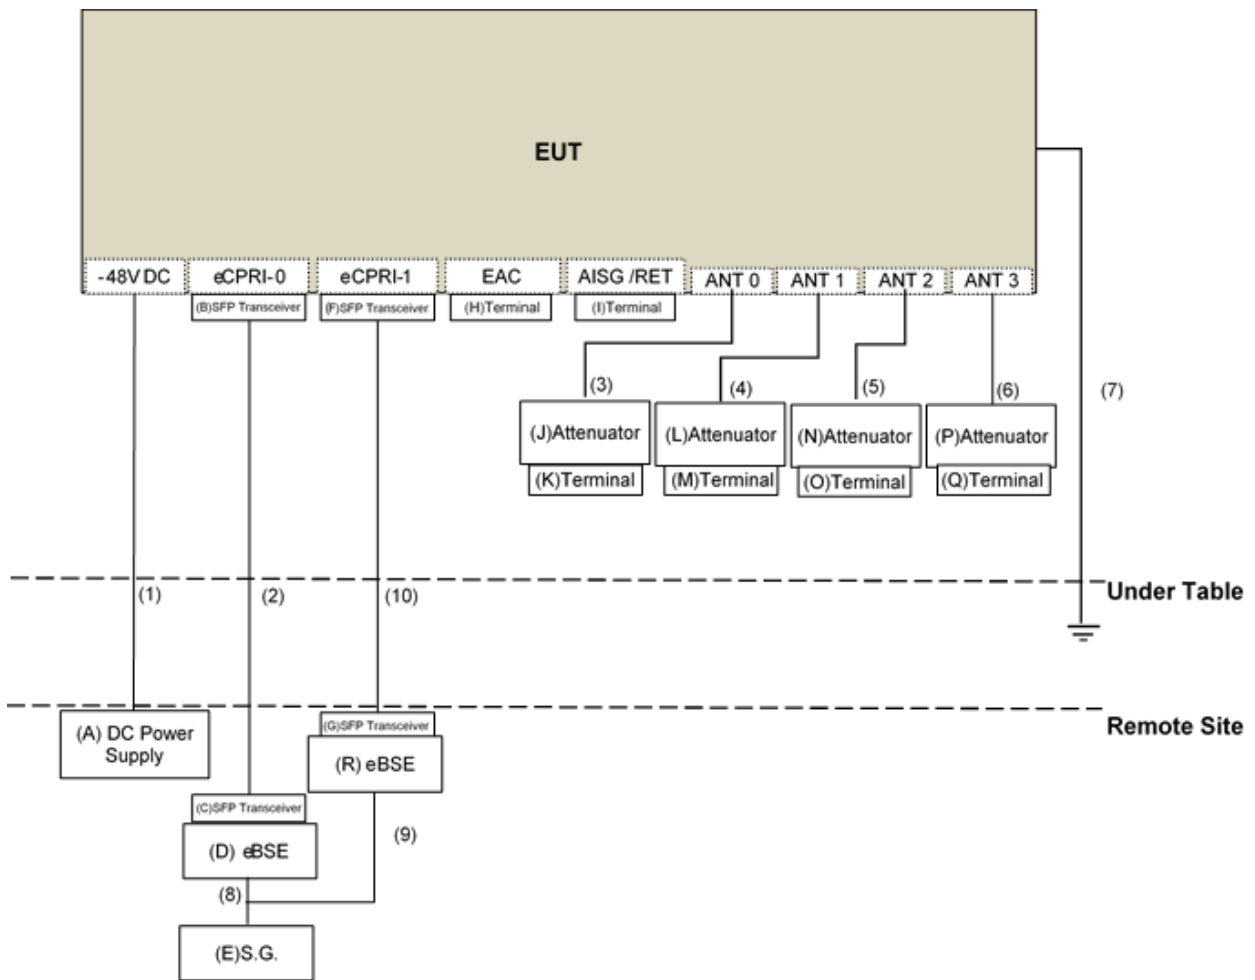 EUT
-48V DC
eCPRI-0
eCPRI-1
EAC
AISG /RET
ANT 0
ANT 1
ANT 2
ANT 3
(B)SFP Transceiver
(F)SFP Transceiver
(H)Terminal
(I)Terminal
(3)
(4)
(5)
(6)
(7)
(J)Attenuator
(L)Attenuator
(N)Attenuator
(P)Attenuator
(K)Terminal
(M)Terminal
(O)Terminal
(Q)Terminal
(1)
(2)
(10)
Under Table
Remote Site
(A) DC Power
Supply
(G)SFP Transceiver
(R) eBSE
(C)SFP Transceiver
(D) eBSE
(9)
(8)
(E)S.G.